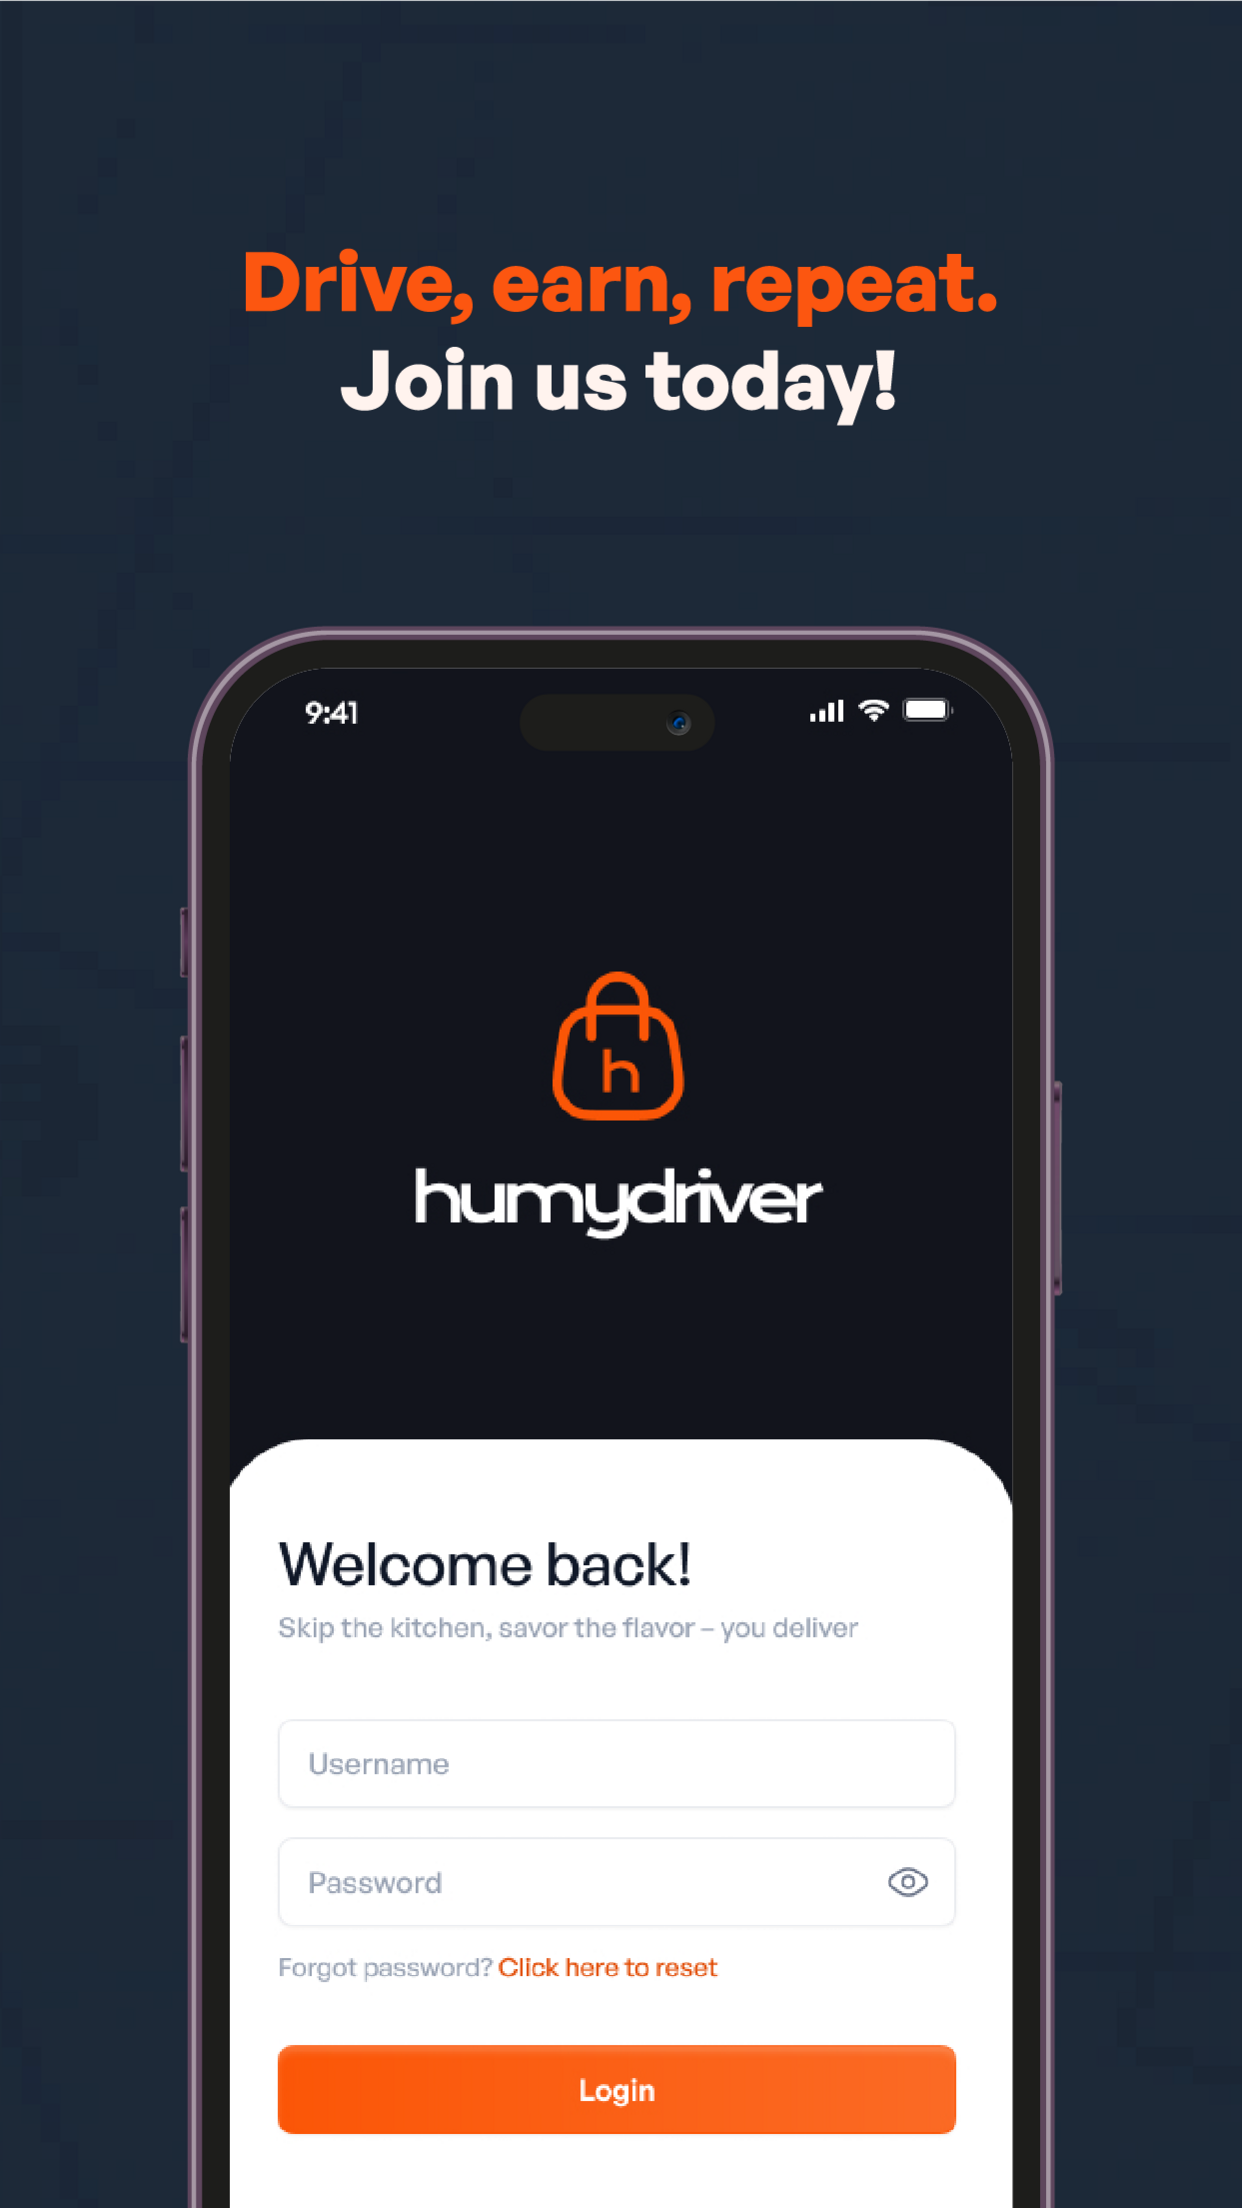 Drive, earn, repeat.
Join us today!
9:41
h
humydriver
Welcome back!
Skip the kitchen, savor the flavor – you deliver
Username
Password
Forgot password? Click here to reset
Login